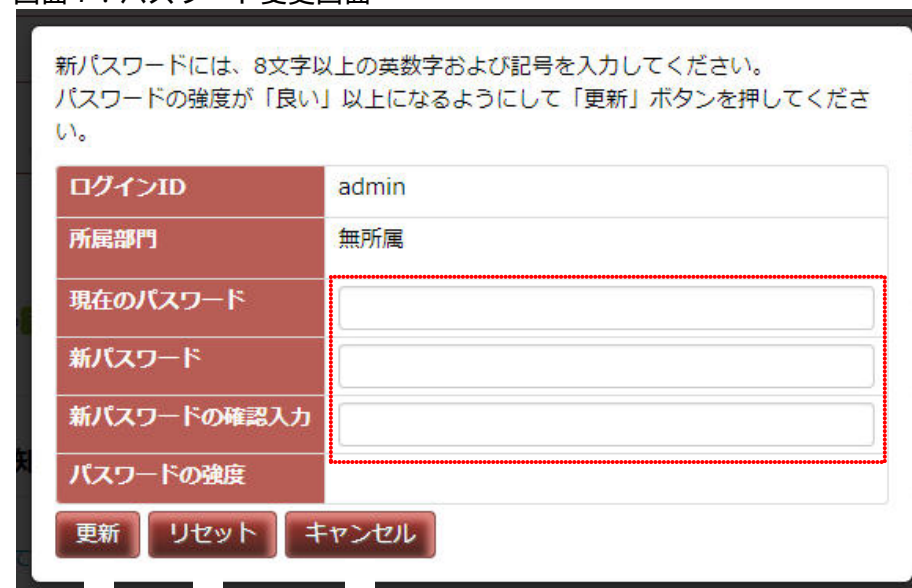 新パスワードには、8文字以上の英数字および記号を入力してください。
パスワードの強度が「良い」以上になるようにして「更新」ボタンを押してくださ
い。
ログインID admin
所属部門 無所属
現在のパスワード
新パスワード
新パスワードの確認入力
パスワードの強度
更新 リセット キャンセル